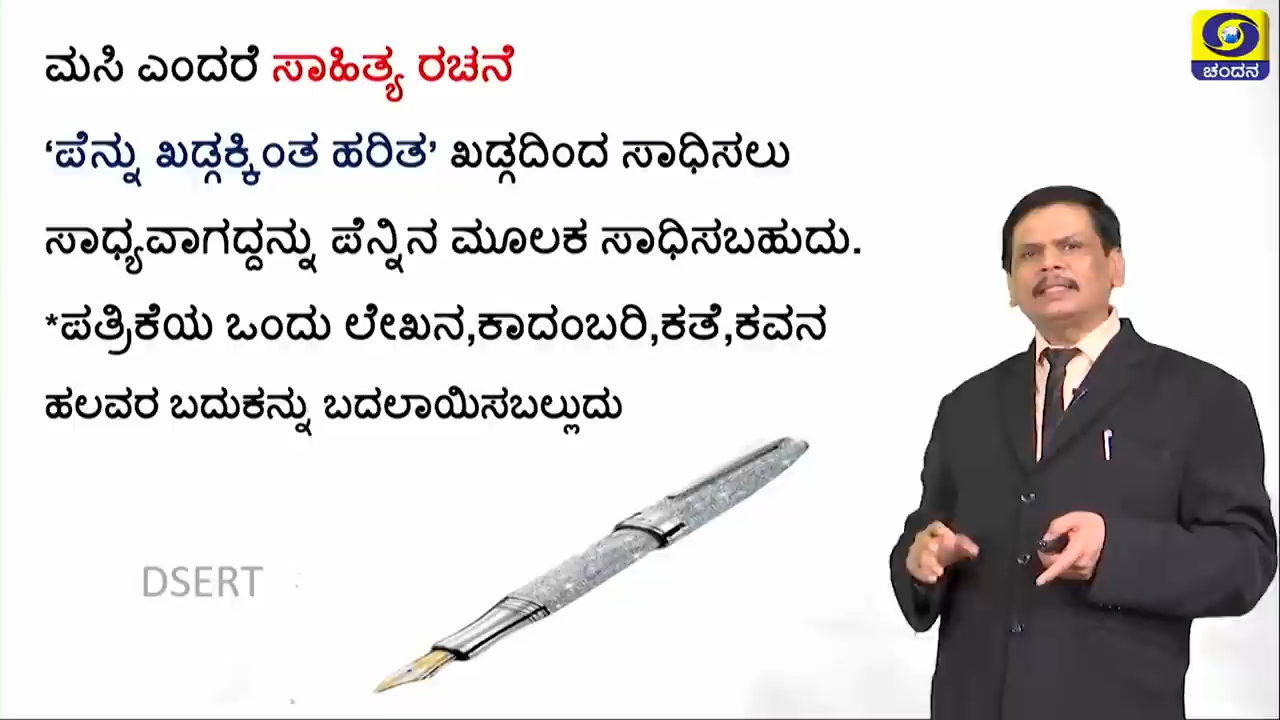 ಮಸಿ ಎಂದರೆ ಸಾಹಿತ್ಯ ರಚನೆ
‘ಪೆನ್ನು ಖಡ್ಗಕ್ಕಿಂತ ಹರಿತ’ ಖಡ್ಗದಿಂದ ಸಾಧಿಸಲು
ಸಾಧ್ಯವಾಗದ್ದನ್ನು ಪೆನ್ನಿನ ಮೂಲಕ ಸಾಧಿಸಬಹುದು.
*ಪತ್ರಿಕೆಯ ಒಂದು ಲೇಖನ,ಕಾದಂಬರಿ,ಕತೆ,ಕವನ
ಹಲವರ ಬದುಕನ್ನು ಬದಲಾಯಿಸಬಲ್ಲುದು
DSERT
ಚಂದನ